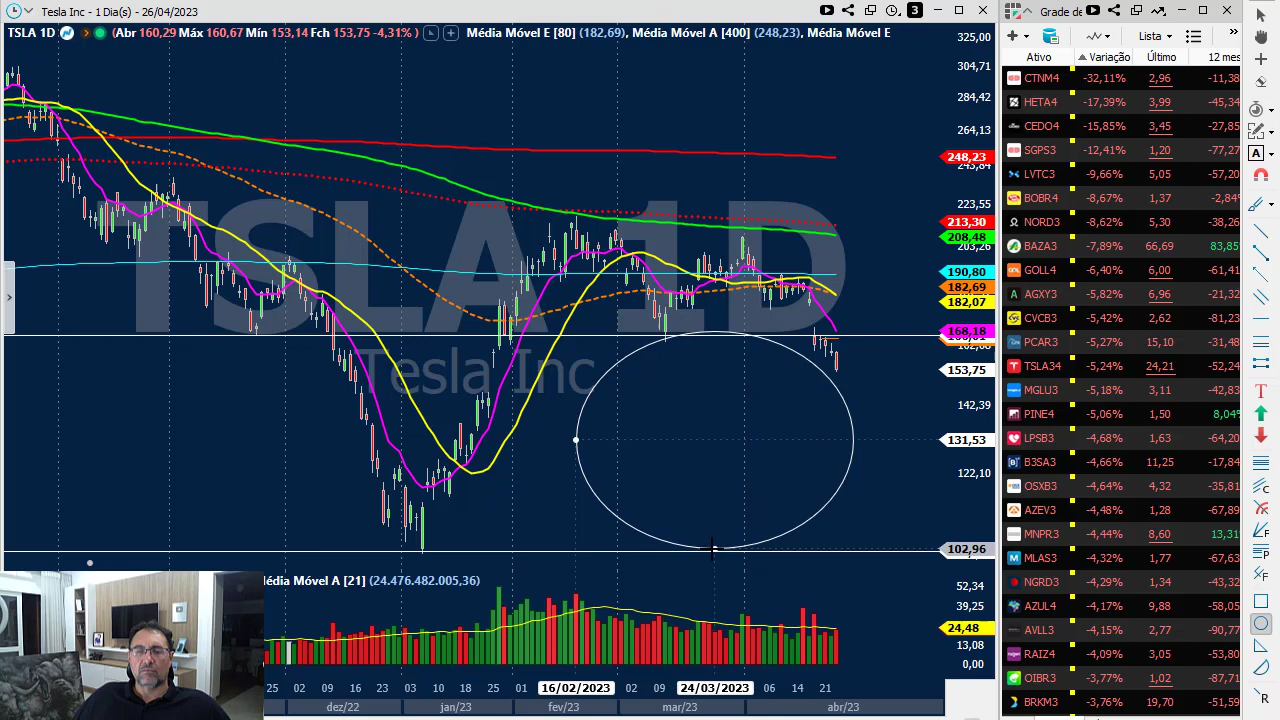 Tesla Inc - 1 Dia(s) - 26/04/2023
3
TSLA 1D (Abr 160,29 Máx 160,67 Mín 153,14 Fch 153,75 -4,31% ) Média Móvel E [80] (182,69), Média Móvel A [400] (248,23), Média Móvel E
325,00
304,71
284,42
264,13
248,23
243,84
223,55
213,30
208,48
203,26
190,80
182,69
182,07
168,18
153,75
142,39
131,53
122,10
102,96
TSLA 1D
Tesla Inc
Média Móvel A [21] (24.476.482.005,36)
52,34
39,25
24,48
13,08
0,00
25 02 09 16 23 03 10 18 25 01 16/02/2023 02 09 24/03/2023 06 14 21
dez/22 jan/23 fev/23 mar/23 abr/23
Grade de
Lista
Ativo Variação Último 12 mes
CTNM4 -32,11% 2,96 -11,38
HETA4 -17,39% 3,99 -45,34
CEDO4 -15,85% 3,45 -27,85
SGPS3 -12,41% 1,20 -77,27
LVTC3 -9,66% 5,05 -57,20
BOBR4 -8,67% 1,37 -2,84
NORD3 -8,62% 5,30 -38,26
BAZA3 -7,89% 66,69 83,85
GOLL4 -6,40% 6,00 -61,41
AGXY3 -5,82% 6,96 -21,32
CVCB3 -5,42% 2,62 -81,23
PCAR3 -5,27% 15,10 -31,48
TSLA34 -5,24% 24,21 -51,02
MGLU3 -5,18% 3,11 -42,83
PINE4 -5,06% 1,50 8,04
LPSB3 -4,68% 1,63 -64,20
B3SA3 -4,66% 11,25 -17,84
OSXB3 -4,64% 4,32 -35,81
AZEV3 -4,48% 1,28 -67,89
MNPR3 -4,44% 8,60 13,31
MLAS3 -4,32% 1,77 -67,63
NGRD3 -4,29% 1,34 -43,32
AZUL4 -4,17% 9,88 -58,05
AVLL3 -4,15% 2,77 -90,77
RAIZ4 -4,09% 3,05 -53,80
OIBR3 -3,77% 1,02 -87,71
BRKM3 -3,76% 19,70 -51,59